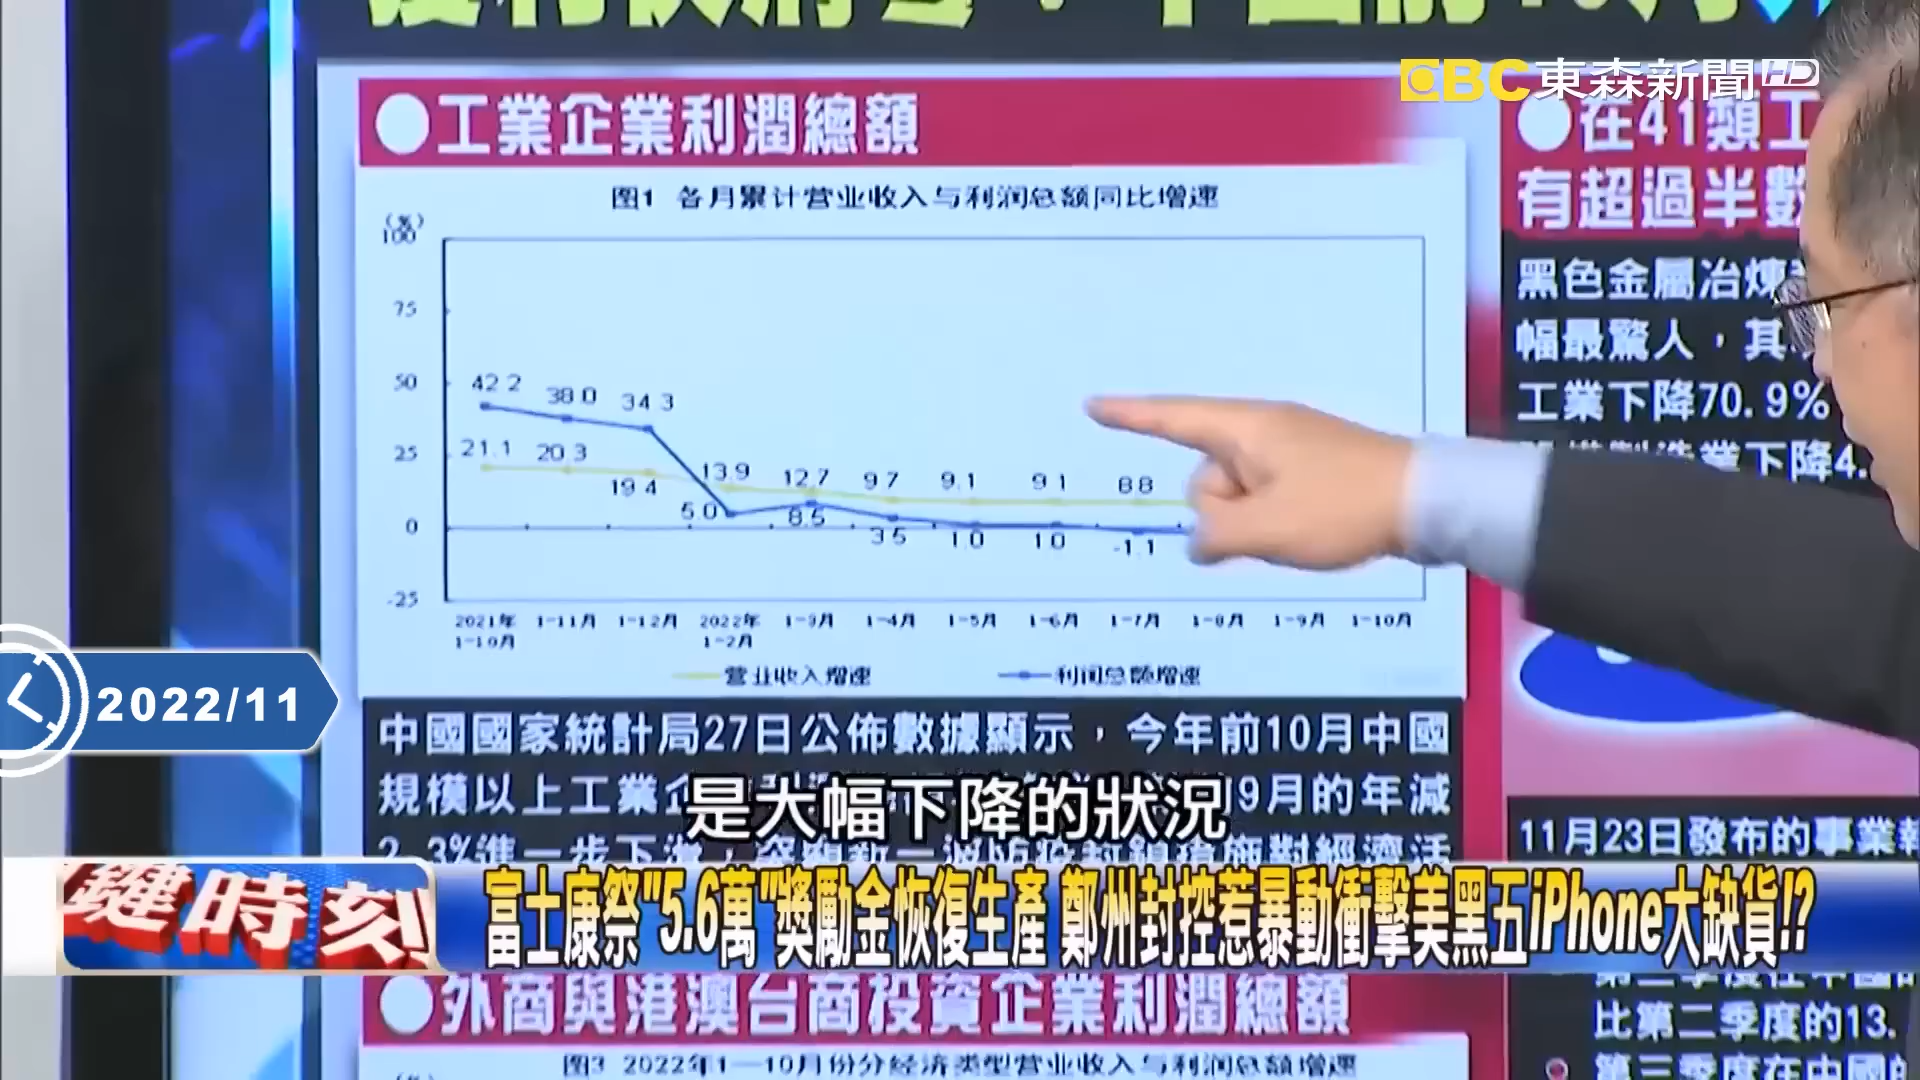 EBC東森新聞HD
●工業企業利潤總額
图1 各月累计营业收入与利润总额同比增速
(%)
100
75
50
25
0
-25
42.2
38.0
34.3
21.1
20.3
19.4
13.9
12.7
9.7
9.1
9.1
8.8
5.0
8.5
3.5
1.0
1.0
-1.1
2021年
1-10月
1-11月
1-12月
2022年
1-2月
1-3月
1-4月
1-5月
1-6月
1-7月
1-8月
1-9月
1-10月
营业收入增速
利润总额增速
●在41類工
有超過半數
黑色金屬冶煉
幅最驚人，其
工業下降70.9%
業下降4.
2022/11
中國國家統計局27日公佈數據顯示，今年前10月中國
規模以上工業企
9月的年減
是大幅下降的狀況
11月23日發布的事業
鍵時刻!
富士康祭"5.6萬"獎勵金恢復生產 鄭州封控惹暴動衝擊美黑五iPhone大缺貨!?
●外商與港澳台商投資企業利潤總額
图3 2022年1—10月份分经济类型营业收入与利润总额增速
比第二季度的13.
第三季度在中國的